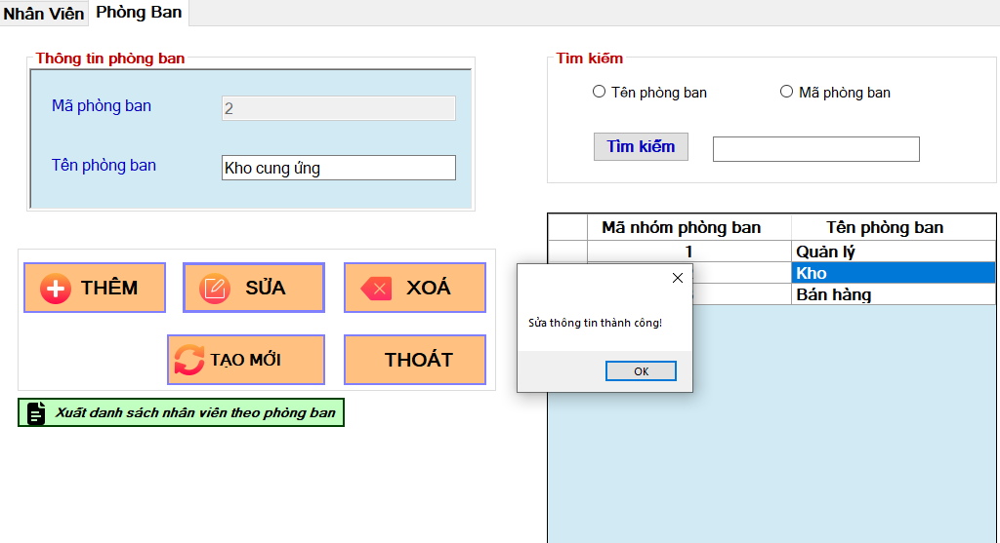 Nhân Viên Phòng Ban
Thông tin phòng ban
Mã phòng ban 2
Tên phòng ban Kho cung ứng
THÊM SỬA XOÁ
TẠO MỚI THOÁT
Xuất danh sách nhân viên theo phòng ban
Tìm kiếm
Tên phòng ban Mã phòng ban
Tìm kiếm
Mã nhóm phòng ban Tên phòng ban
1 Quản lý
Kho
Bán hàng
Sửa thông tin thành công!
OK